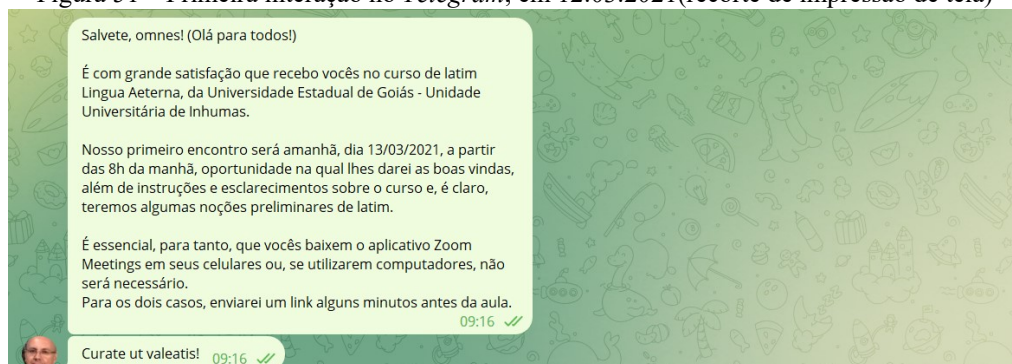 Figura 31 – Primeira interação no Telegram, em 12.03.2021(recorte de impressão de tela)
Salvete, omnes! (Olá para todos!)
É com grande satisfação que recebo vocês no curso de latim
Lingua Aeterna, da Universidade Estadual de Goiás - Unidade
Universitária de Inhumas.
Nosso primeiro encontro será amanhã, dia 13/03/2021, a partir
das 8h da manhã, oportunidade na qual lhes darei as boas vindas,
além de instruções e esclarecimentos sobre o curso e, é claro,
teremos algumas noções preliminares de latim.
É essencial, para tanto, que vocês baixem o aplicativo Zoom
Meetings em seus celulares ou, se utilizarem computadores, não
será necessário.
Para os dois casos, enviarei um link alguns minutos antes da aula.
09:16
Curate ut valeatis! 09:16